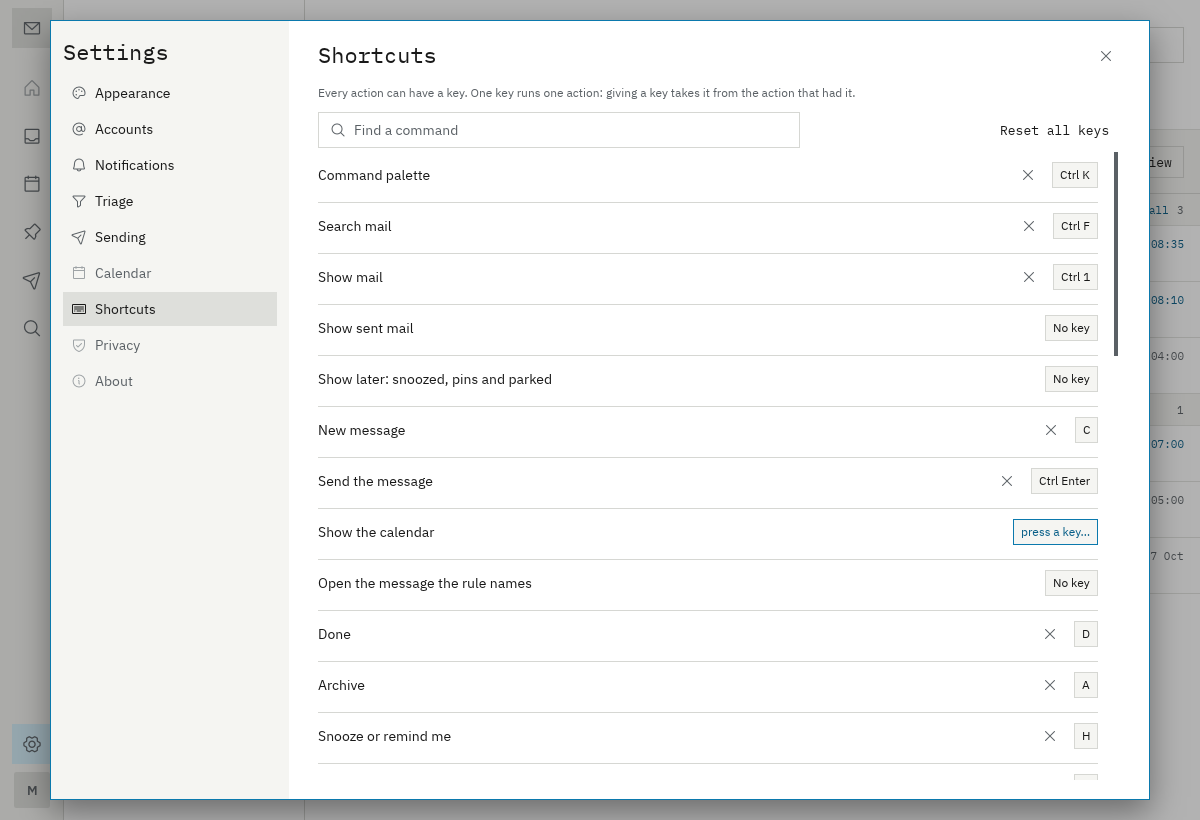 Settings
Appearance
Accounts
Notifications
Triage
Sending
Calendar
Shortcuts
Privacy
About
M
Shortcuts
Every action can have a key. One key runs one action: giving a key takes it from the action that had it.
Find a command
Reset all keys
Command palette
Ctrl K
Search mail
Ctrl F
Show mail
Ctrl 1
Show sent mail
No key
Show later: snoozed, pins and parked
No key
New message
C
Send the message
Ctrl Enter
Show the calendar
press a key...
Open the message the rule names
No key
Done
D
Archive
A
Snooze or remind me
H
all 3
08:35
08:10
04:00
1
07:00
05:00
7 Oct